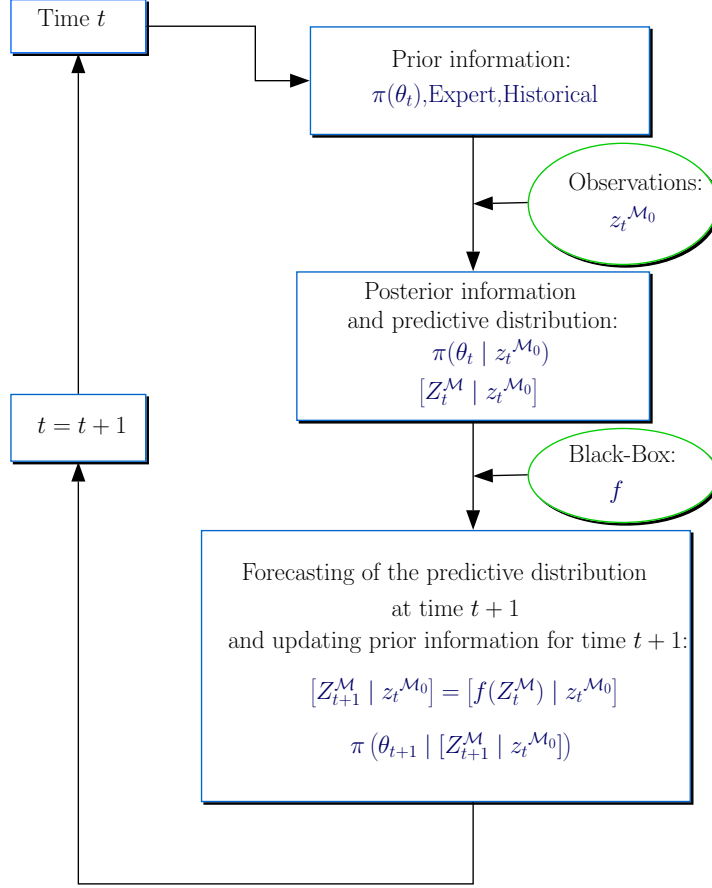 Time t
Prior information:
π(θ_t),Expert,Historical
Observations:
z_t^{ℳ_0}
Posterior information
and predictive distribution:
π(θ_t | z_t^{ℳ_0})
[Z_t^ℳ | z_t^{ℳ_0}]
t = t + 1
Black-Box:
f
Forecasting of the predictive distribution
at time t + 1
and updating prior information for time t + 1:
[Z_{t+1}^ℳ | z_t^{ℳ_0}] = [f(Z_t^ℳ) | z_t^{ℳ_0}]
π (θ_{t+1} | [Z_{t+1}^ℳ | z_t^{ℳ_0}])